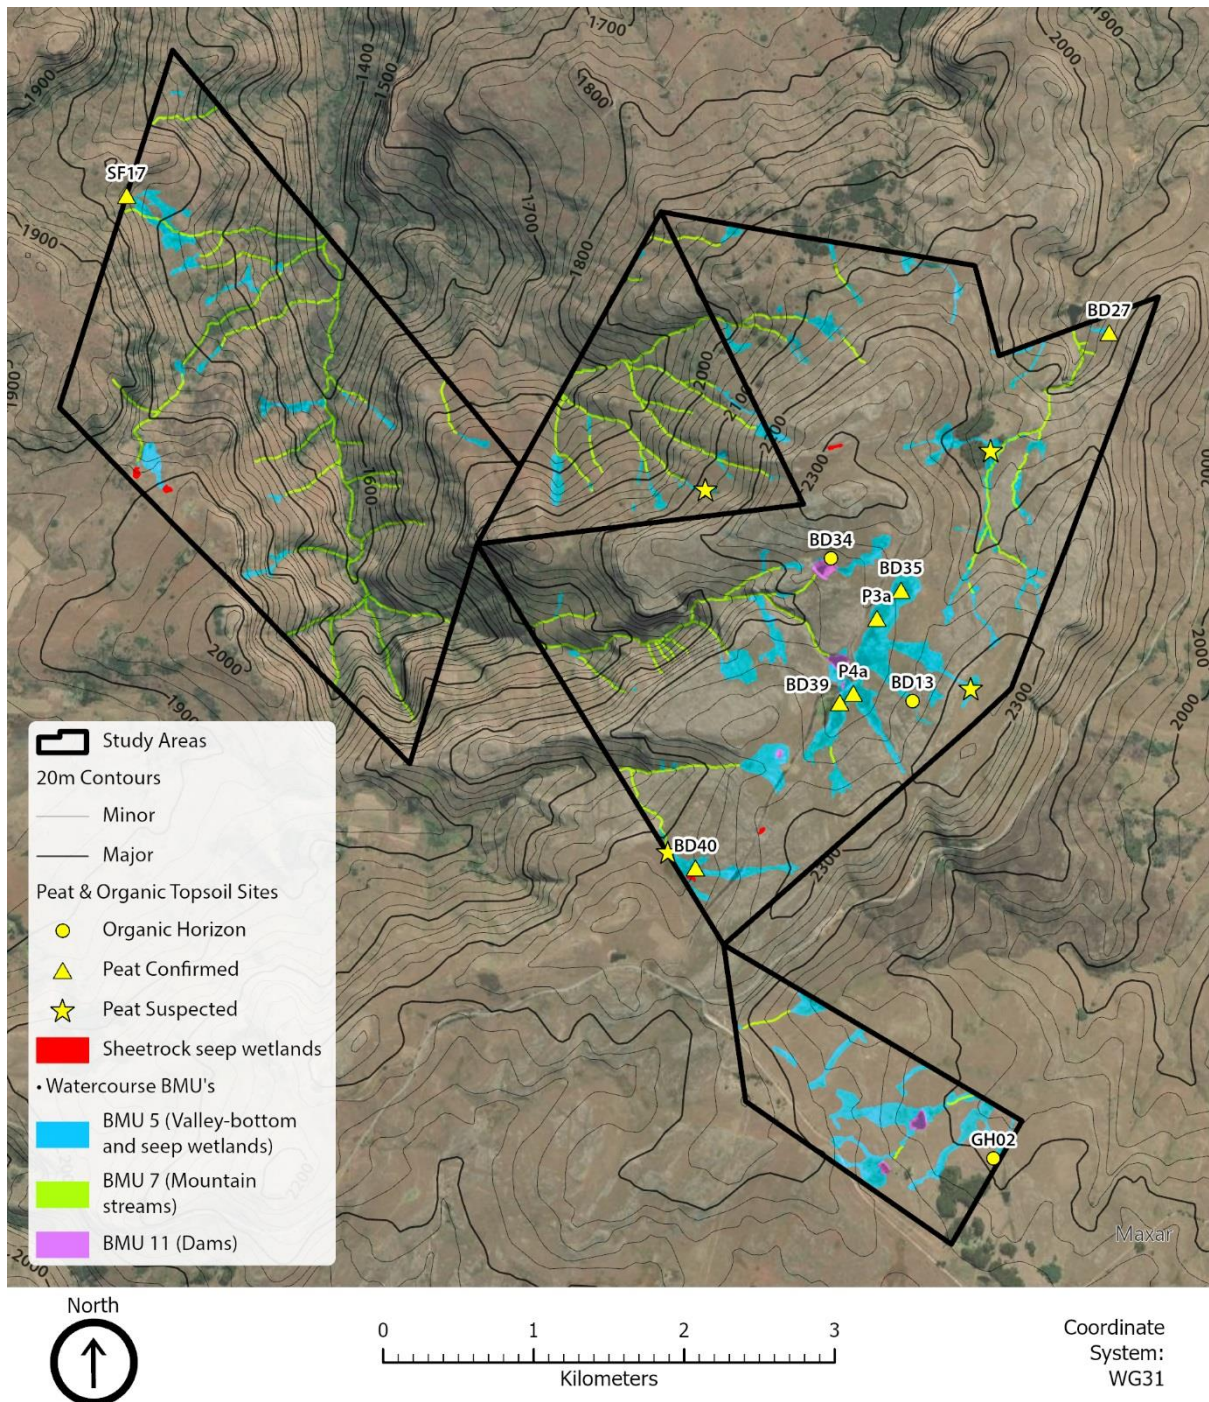 1700
1900
1900
2000
1400
1500
1900
1800
SF17
1700
1900
1800
BD27
2000
2100
1900
2200
2300
1600
BD34
BD35
P3a
P4a
BD39
BD13
2000
2300
2000
1900
2000
BD40
2300
GH02
Maxar
2000
Study Areas
20m Contours
Minor
Major
Peat & Organic Topsoil Sites
Organic Horizon
Peat Confirmed
Peat Suspected
Sheetrock seep wetlands
• Watercourse BMU's
BMU 5 (Valley-bottom
and seep wetlands)
BMU 7 (Mountain
streams)
BMU 11 (Dams)
North
0 1 2 3
Kilometers
Coordinate
System:
WG31